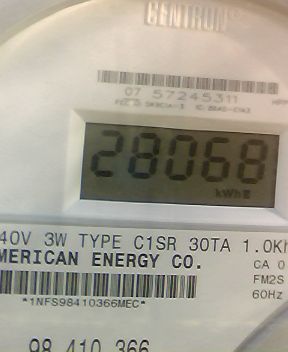 CENTRON®
07 57245311
28068
kWh
40V 3W TYPE C1SR 30TA 1.0Kh
MERICAN ENERGY CO.
CA 0
FM2S
60Hz
*1NFS98410366MEC*
98 410 366